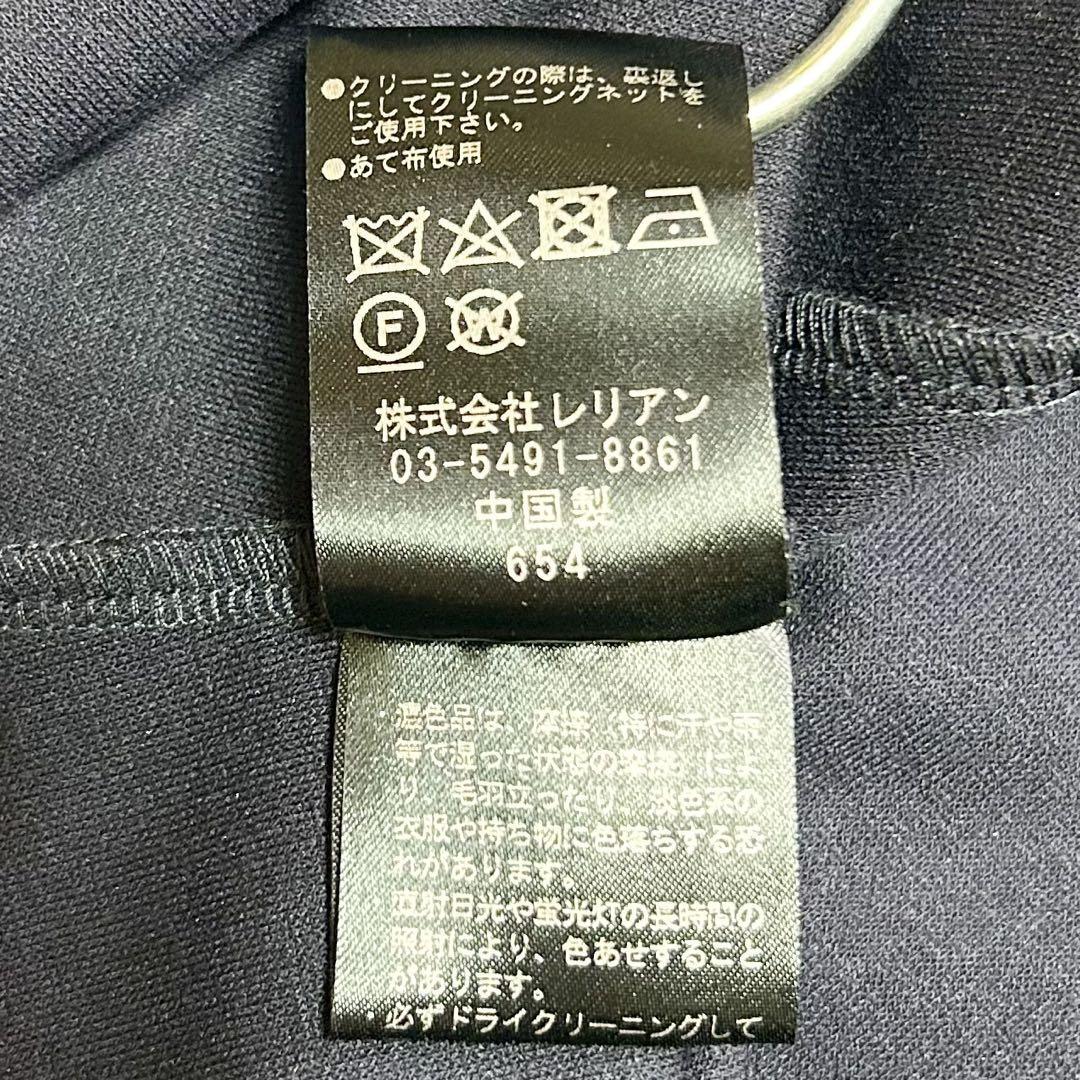 ●クリーニングの際は、裏返し
にしてクリーニングネットを
ご使用下さい。
●あて布使用
F W
株式会社レリアン
03-5491-8861
中国製
654
・濃色品は、摩擦(特に汗や雨
等で湿った状態の摩擦)によ
り、毛羽立ったり、淡色系の
衣服や持ち物に色落ちする恐
れがあります。
直射日光や蛍光灯の長時間の
照射により、色あせすること
があります。
・必ずドライクリーニングして